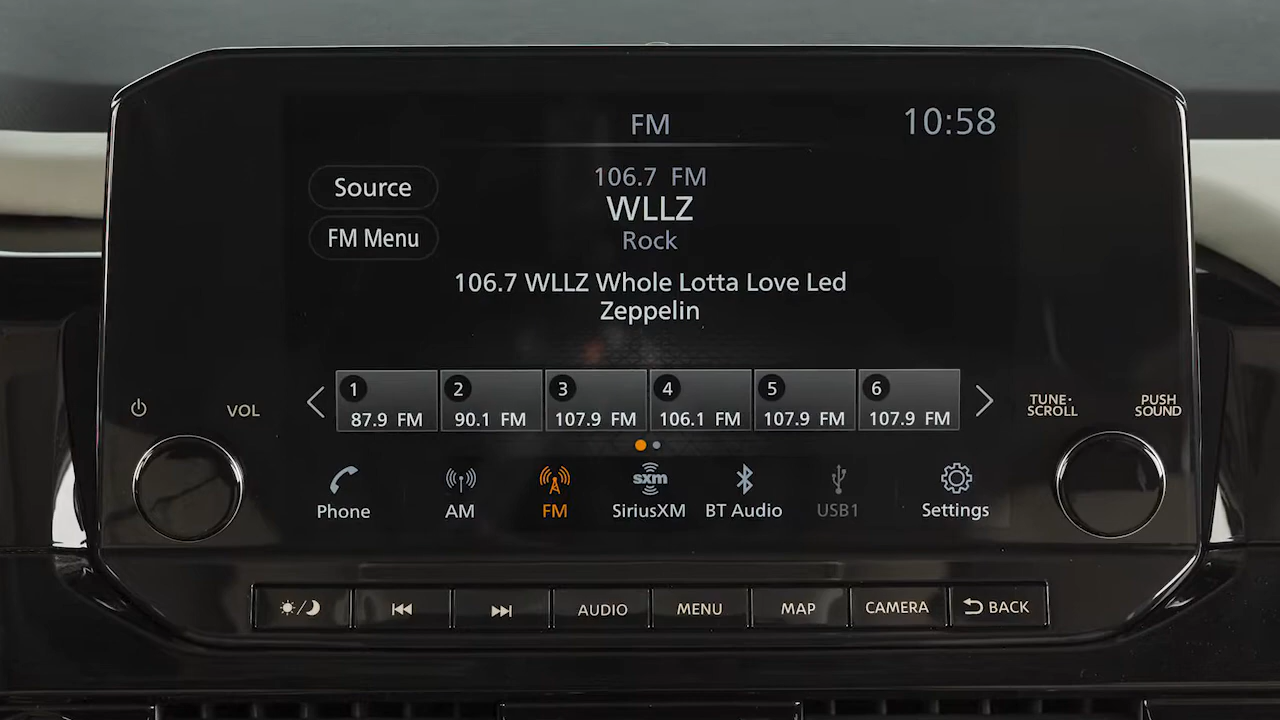 FM
10:58
Source
106.7 FM
WLLZ
FM Menu
Rock
106.7 WLLZ Whole Lotta Love Led
Zeppelin
1
2
3
4
5
6
87.9 FM
90.1 FM
107.9 FM
106.1 FM
107.9 FM
107.9 FM
VOL
TUNE·
SCROLL
PUSH
SOUND
sxm
Phone
AM
FM
SiriusXM
BT Audio
USB1
Settings
AUDIO
MENU
MAP
CAMERA
BACK